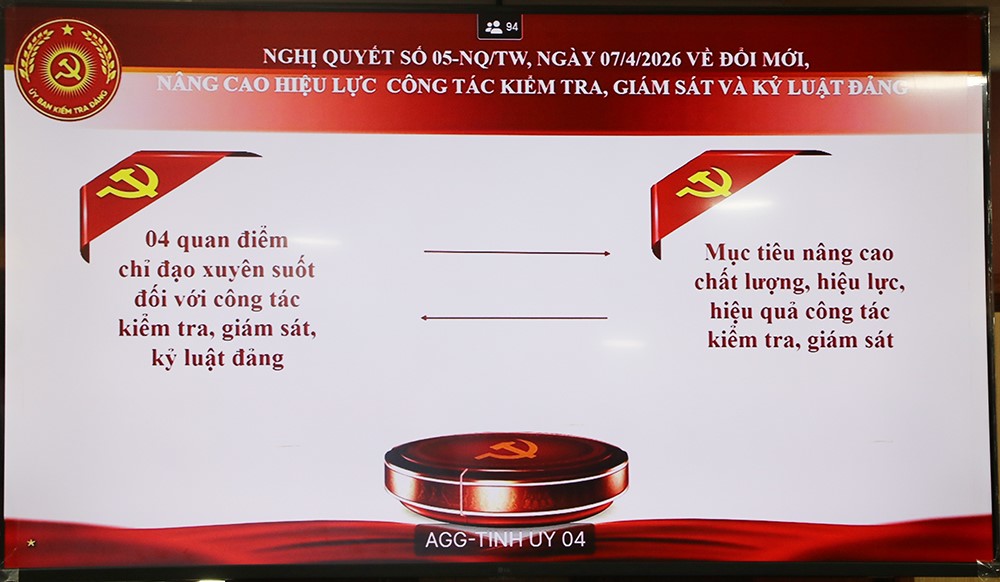 94
NGHỊ QUYẾT SỐ 05-NQ/TW, NGÀY 07/4/2026 VỀ ĐỔI MỚI,
NÂNG CAO HIỆU LỰC CÔNG TÁC KIỂM TRA, GIÁM SÁT VÀ KỶ LUẬT ĐẢNG
ỦY BAN KIỂM TRA ĐẢNG
04 quan điểm
chỉ đạo xuyên suốt
đối với công tác
kiểm tra, giám sát,
kỷ luật đảng
Mục tiêu nâng cao
chất lượng, hiệu lực,
hiệu quả công tác
kiểm tra, giám sát
AGG-TINH UY 04